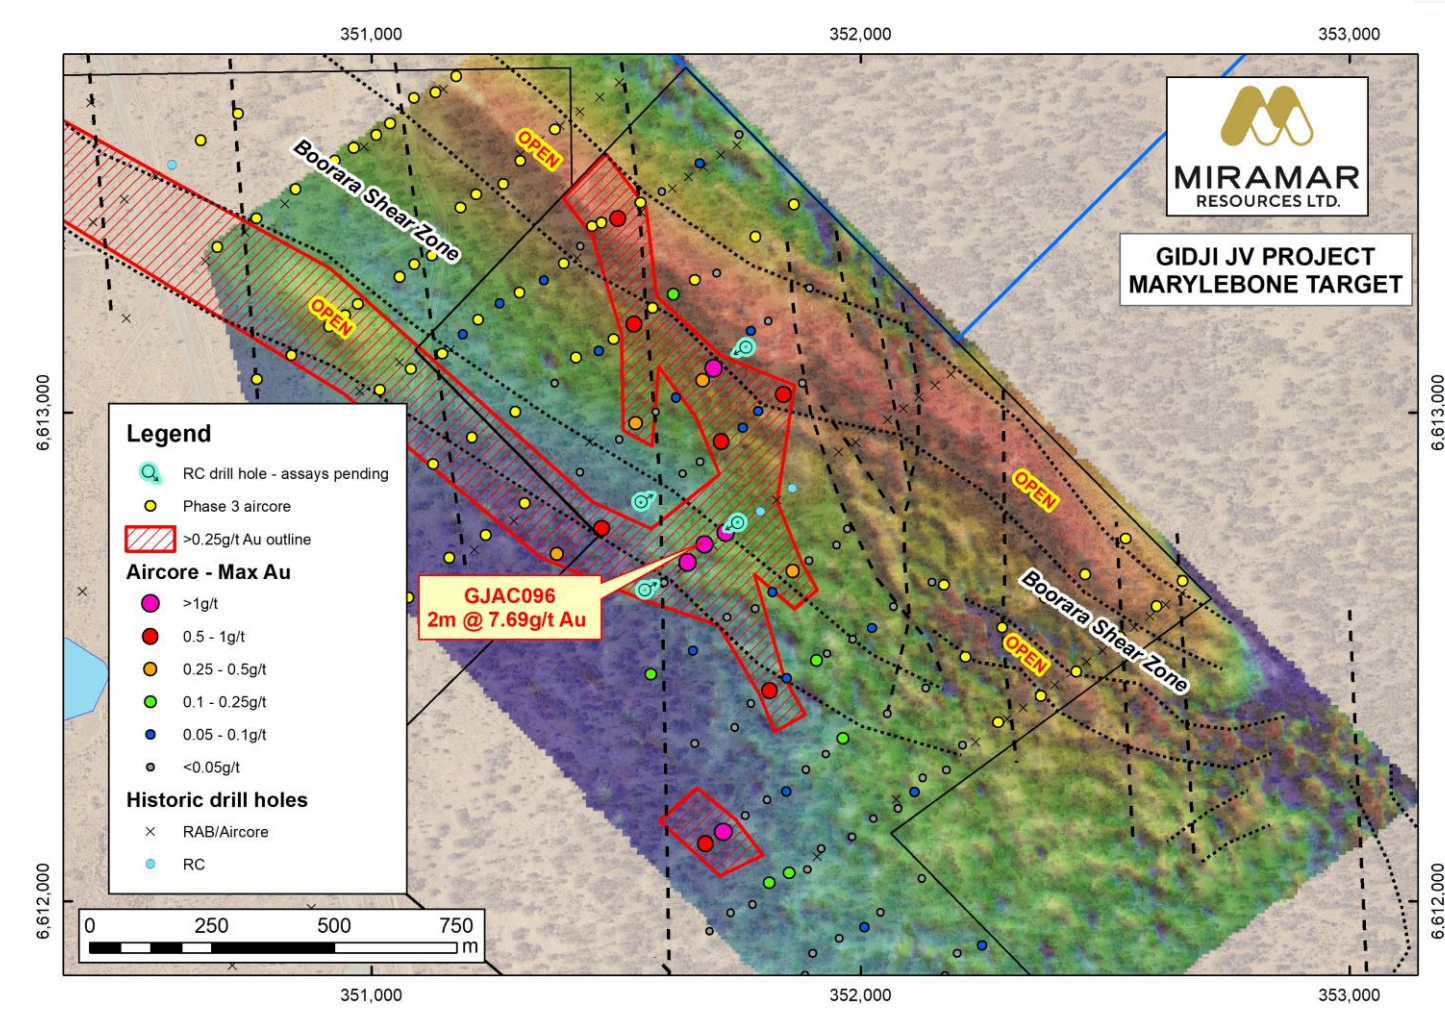 351,000
352,000
353,000
MIRAMAR
RESOURCES LTD.
GIDJI JV PROJECT
MARYLEBONE TARGET
OPEN
Boorara Shear Zone
OPEN
6,613,000
6,613,000
Legend
RC drill hole - assays pending
Phase 3 aircore
>0.25g/t Au outline
Aircore - Max Au
>1g/t
0.5 - 1g/t
0.25 - 0.5g/t
0.1 - 0.25g/t
0.05 - 0.1g/t
<0.05g/t
Historic drill holes
RAB/Aircore
RC
OPEN
GJAC096
2m @ 7.69g/t Au
Boorara Shear Zone
OPEN
6,612,000
6,612,000
0 250 500 750
m
351,000
352,000
353,000